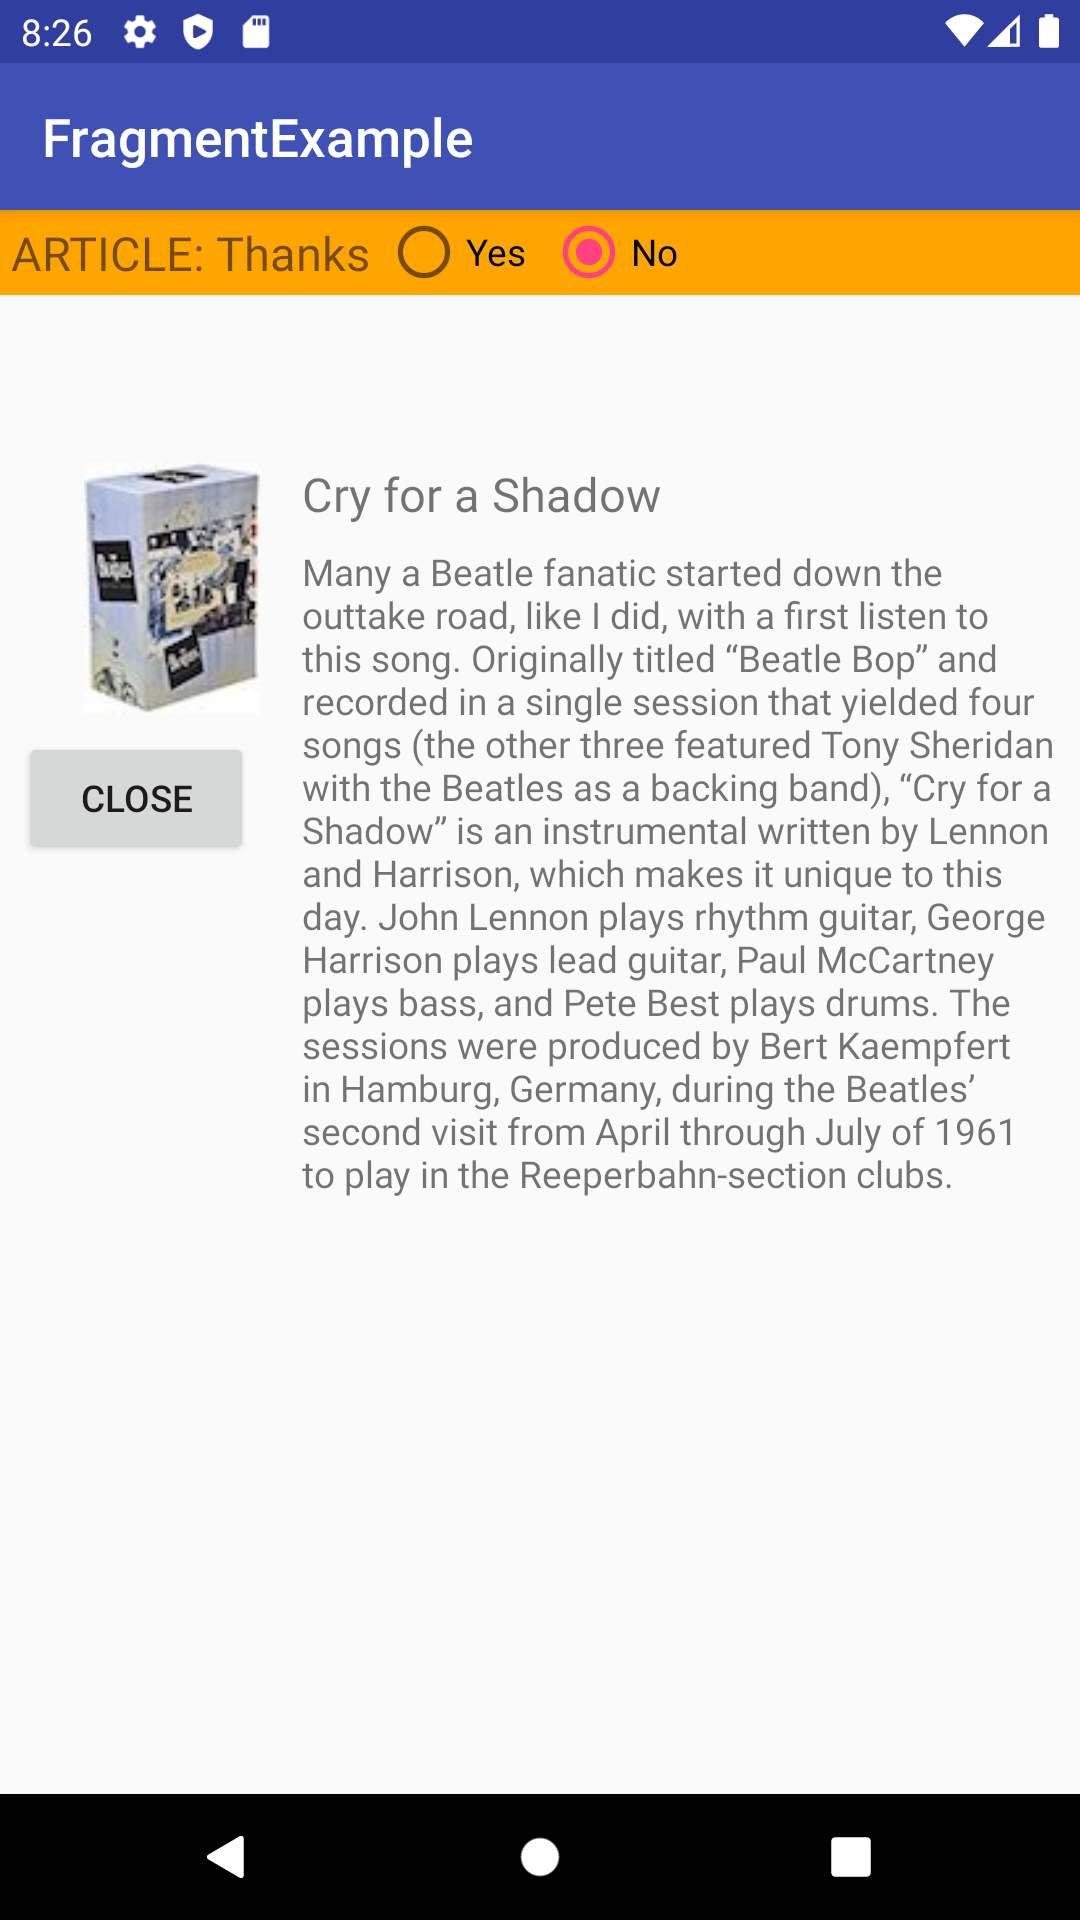 8:26
FragmentExample
ARTICLE: Thanks Yes No
Cry for a Shadow
Many a Beatle fanatic started down the
outtake road, like I did, with a first listen to
this song. Originally titled “Beatle Bop” and
recorded in a single session that yielded four
songs (the other three featured Tony Sheridan
with the Beatles as a backing band), “Cry for a
Shadow” is an instrumental written by Lennon
and Harrison, which makes it unique to this
day. John Lennon plays rhythm guitar, George
Harrison plays lead guitar, Paul McCartney
plays bass, and Pete Best plays drums. The
sessions were produced by Bert Kaempfert
in Hamburg, Germany, during the Beatles’
second visit from April through July of 1961
to play in the Reeperbahn-section clubs.
CLOSE